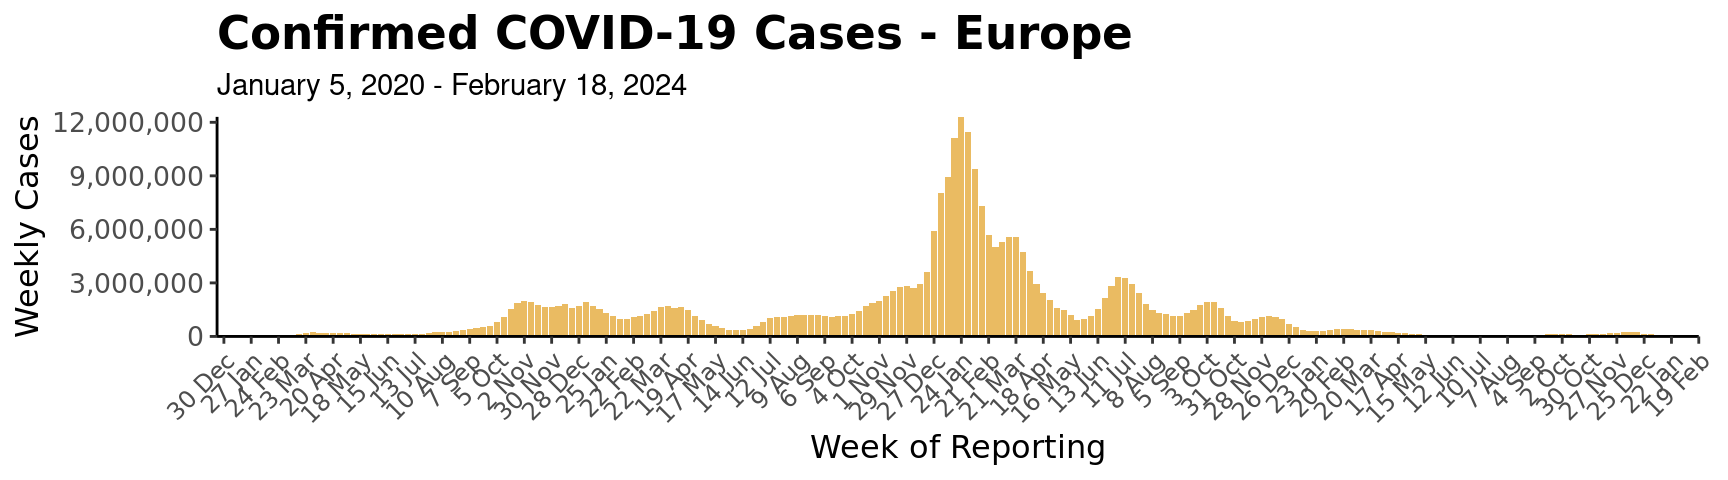 Confirmed COVID-19 Cases - Europe
January 5, 2020 - February 18, 2024
Weekly Cases
12,000,000
9,000,000
6,000,000
3,000,000
0
30 Dec
27 Jan
24 Feb
23 Mar
20 Apr
18 May
15 Jun
13 Jul
10 Aug
7 Sep
5 Oct
2 Nov
30 Nov
28 Dec
25 Jan
22 Feb
22 Mar
19 Apr
17 May
14 Jun
12 Jul
9 Aug
6 Sep
4 Oct
1 Nov
29 Nov
27 Dec
24 Jan
21 Feb
21 Mar
18 Apr
16 May
13 Jun
11 Jul
8 Aug
5 Sep
3 Oct
31 Oct
28 Nov
26 Dec
23 Jan
20 Feb
20 Mar
17 Apr
15 May
12 Jun
10 Jul
7 Aug
4 Sep
2 Oct
30 Oct
27 Nov
25 Dec
22 Jan
19 Feb
Week of Reporting